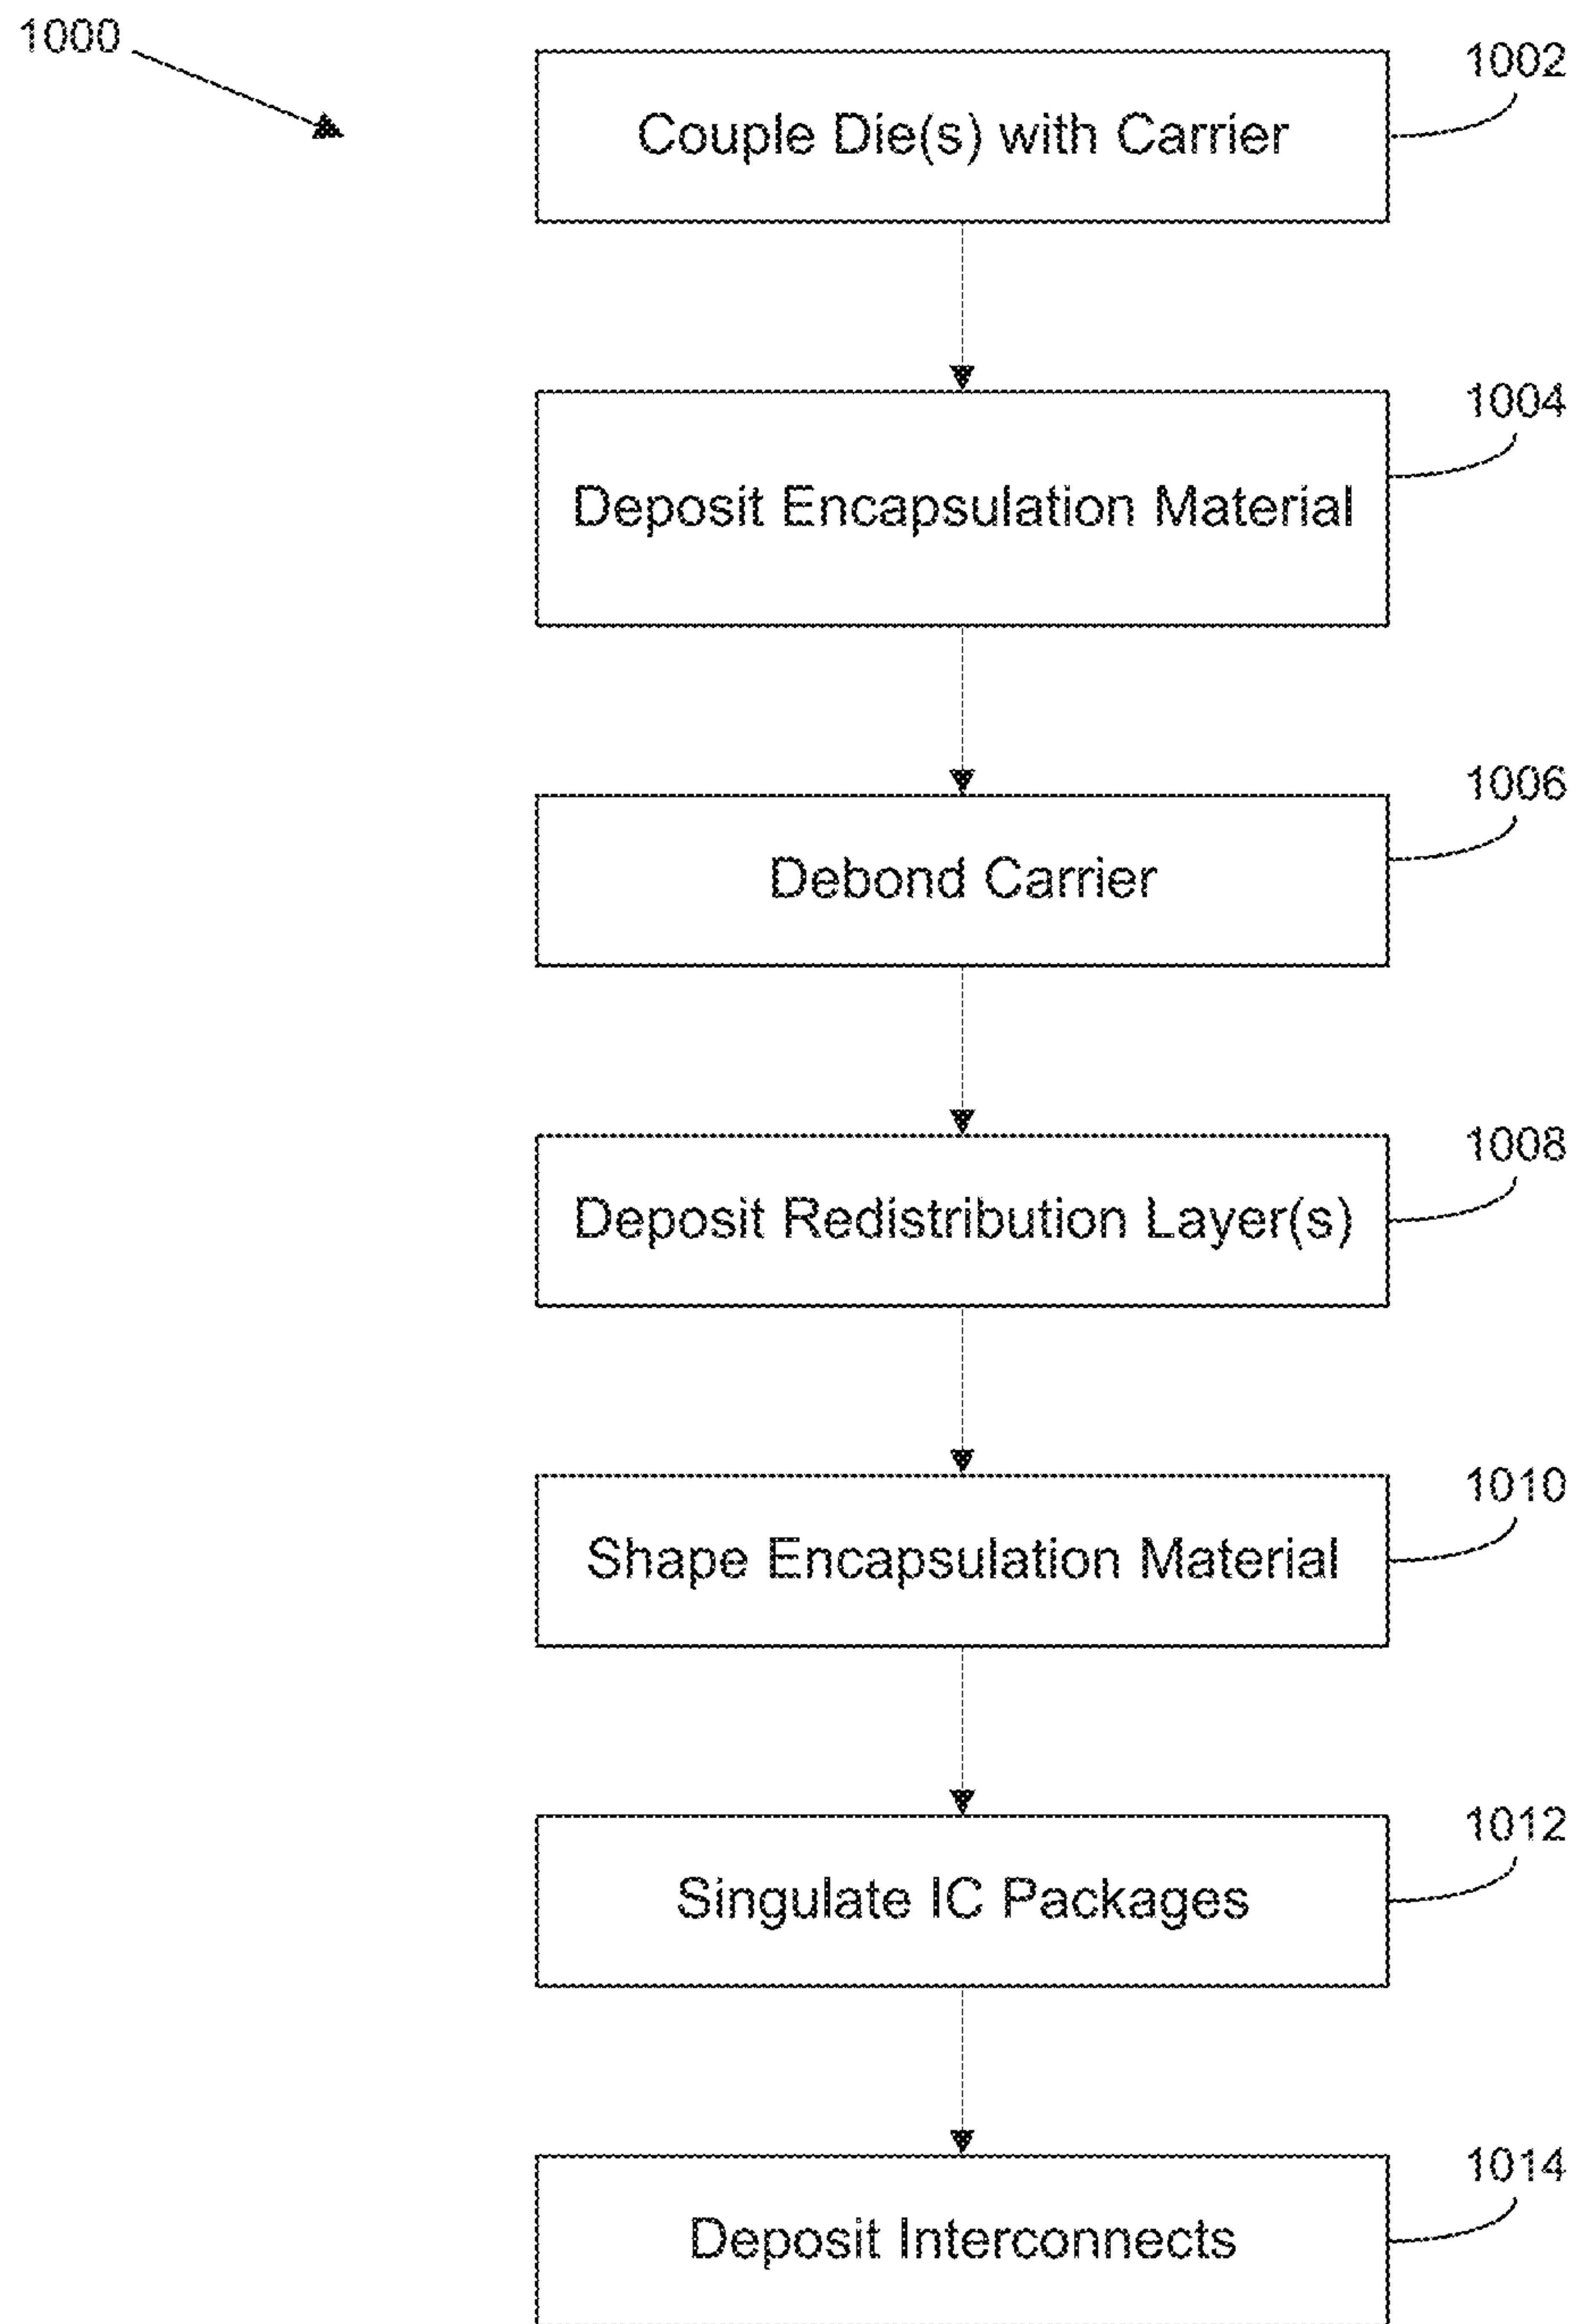 1000
1002
Couple Die(s) with Carrier
1004
Deposit Encapsulation Material
1006
Debond Carrier
1008
Deposit Redistribution Layer(s)
1010
Shape Encapsulation Material
1012
Singulate IC Packages
1014
Deposit Interconnects